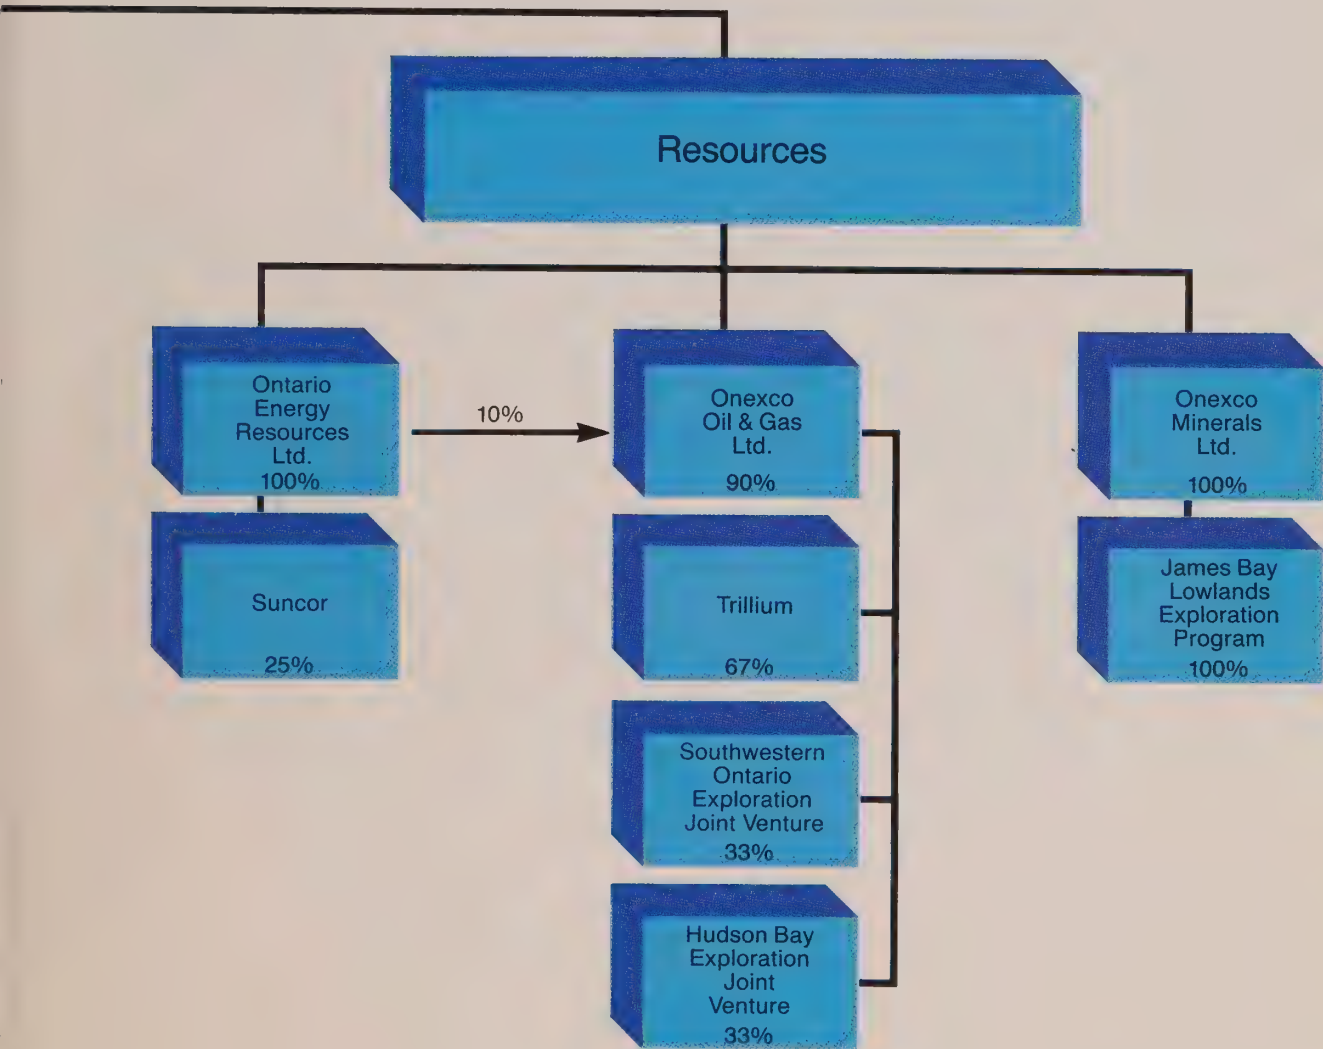 Resources
Ontario
Energy
Resources
Ltd.
100%
10%
Onexco
Oil & Gas
Ltd.
90%
Onexco
Minerals
Ltd.
100%
Suncor
25%
Trillium
67%
James Bay
Lowlands
Exploration
Program
100%
Southwestern
Ontario
Exploration
Joint Venture
33%
Hudson Bay
Exploration
Joint
Venture
33%